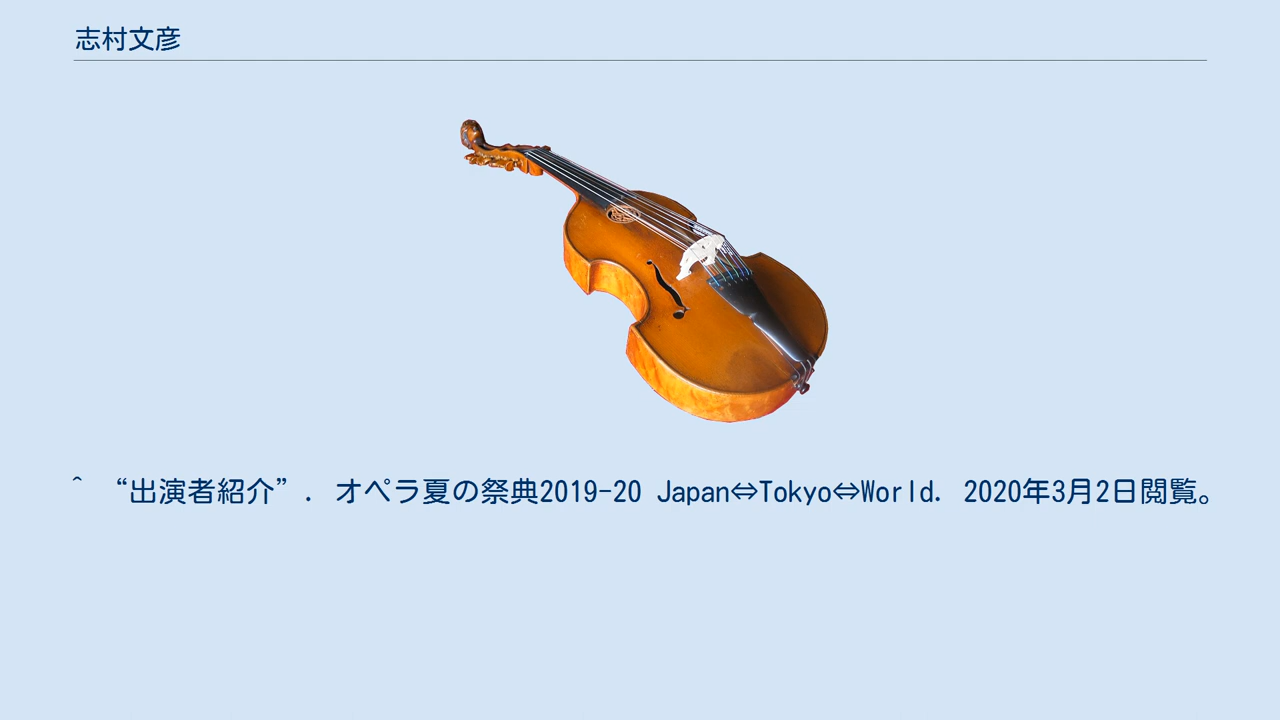 志村文彦
^ “出演者紹介”. オペラ夏の祭典2019-20 Japan⇔Tokyo⇔World. 2020年3月2日閲覧。